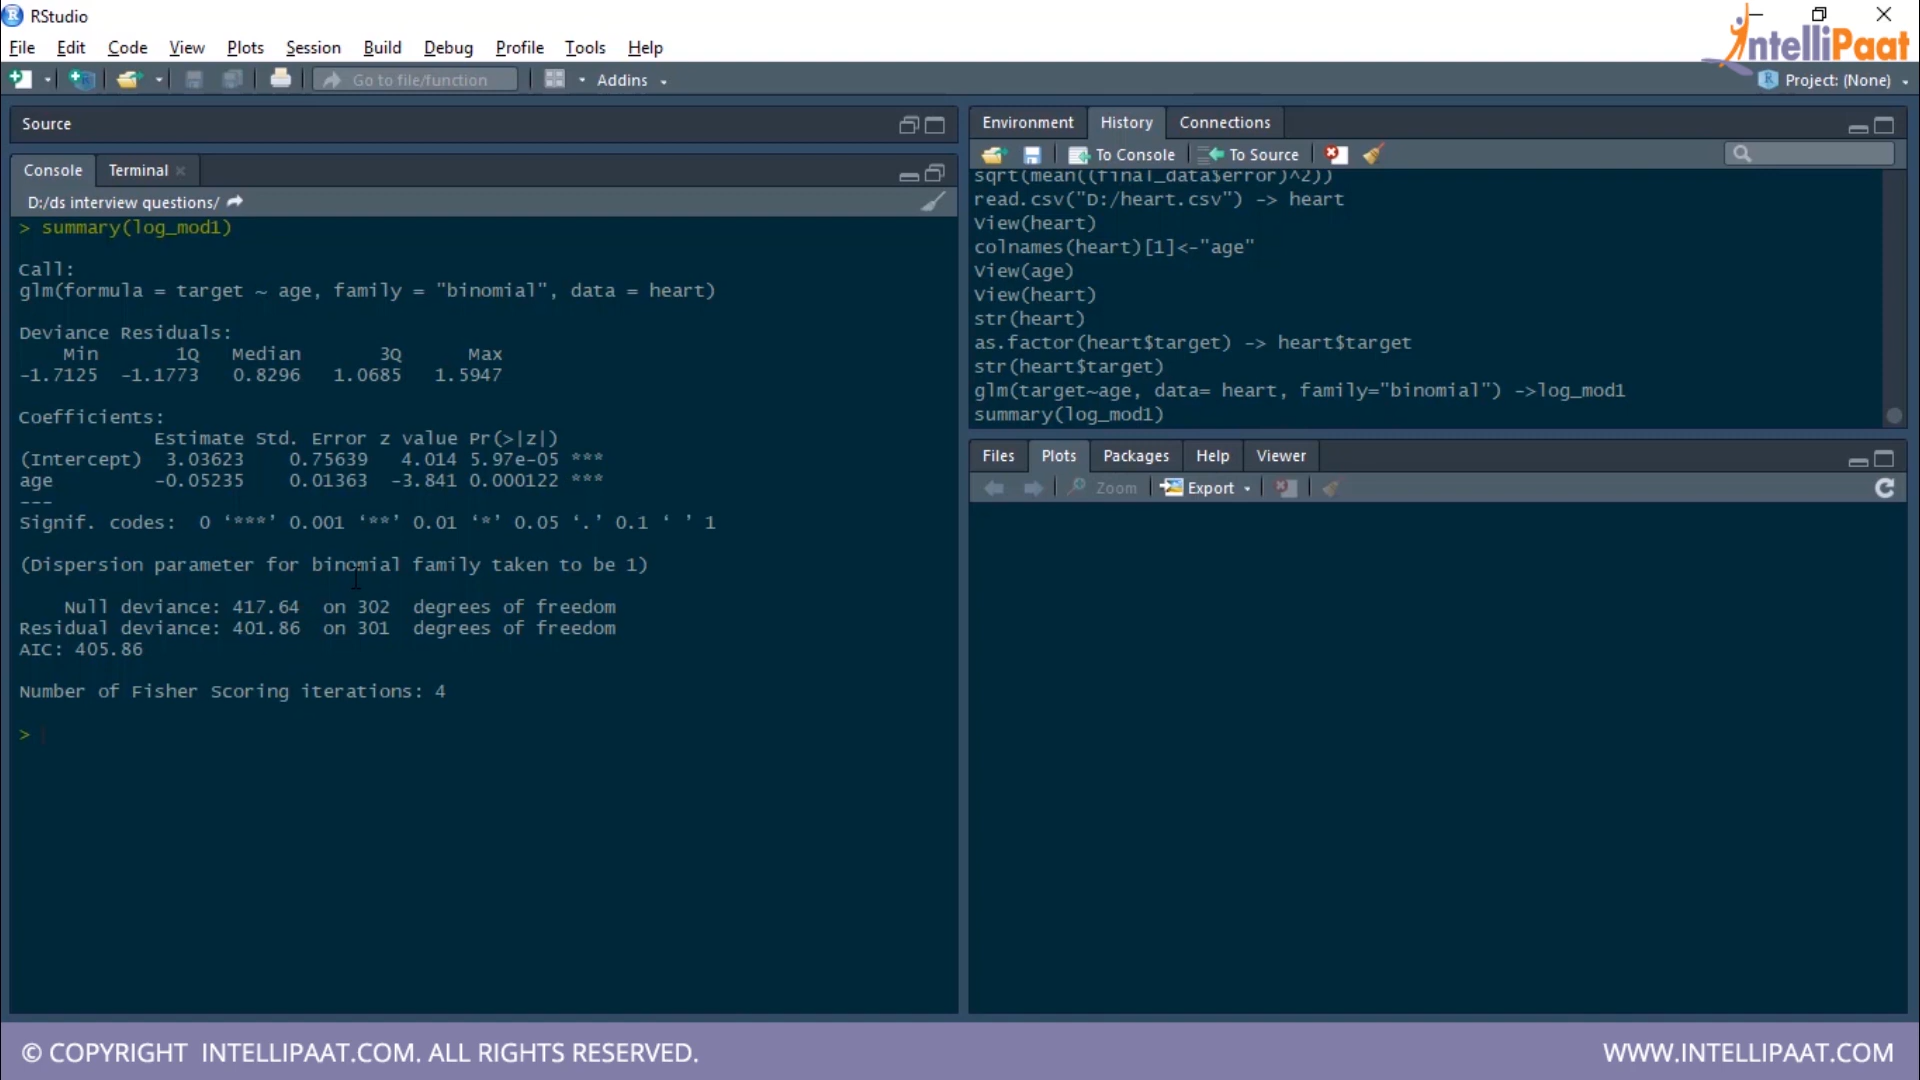 RStudio
IntelliPaat
File Edit Code View Plots Session Build Debug Profile Tools Help
Go to file/function
Addins
Project: (None)
Source
Console
Terminal
D:/ds interview questions/
> summary(log_mod1)
Call:
glm(formula = target ~ age, family = "binomial", data = heart)
Deviance Residuals:
Min 1Q Median 3Q Max
-1.7125 -1.1773 0.8296 1.0685 1.5947
Coefficients:
Estimate Std. Error z value Pr(>|z|)
(Intercept) 3.03623 0.75639 4.014 5.97e-05 ***
age -0.05235 0.01363 -3.841 0.000122 ***
---
Signif. codes: 0 ‘***’ 0.001 ‘**’ 0.01 ‘*’ 0.05 ‘.’ 0.1 ‘ ’ 1
(Dispersion parameter for binomial family taken to be 1)
Null deviance: 417.64 on 302 degrees of freedom
Residual deviance: 401.86 on 301 degrees of freedom
AIC: 405.86
Number of Fisher Scoring iterations: 4
>
Environment History Connections
To Console To Source
sqrt(mean((final_data$error)^2))
read.csv("D:/heart.csv") -> heart
View(heart)
colnames(heart)[1]<-"age"
View(age)
View(heart)
str(heart)
as.factor(heart$target) -> heart$target
str(heart$target)
glm(target~age, data= heart, family="binomial") ->log_mod1
summary(log_mod1)
Files Plots Packages Help Viewer
Zoom Export
© COPYRIGHT INTELLIPAAT.COM. ALL RIGHTS RESERVED.
WWW.INTELLIPAAT.COM